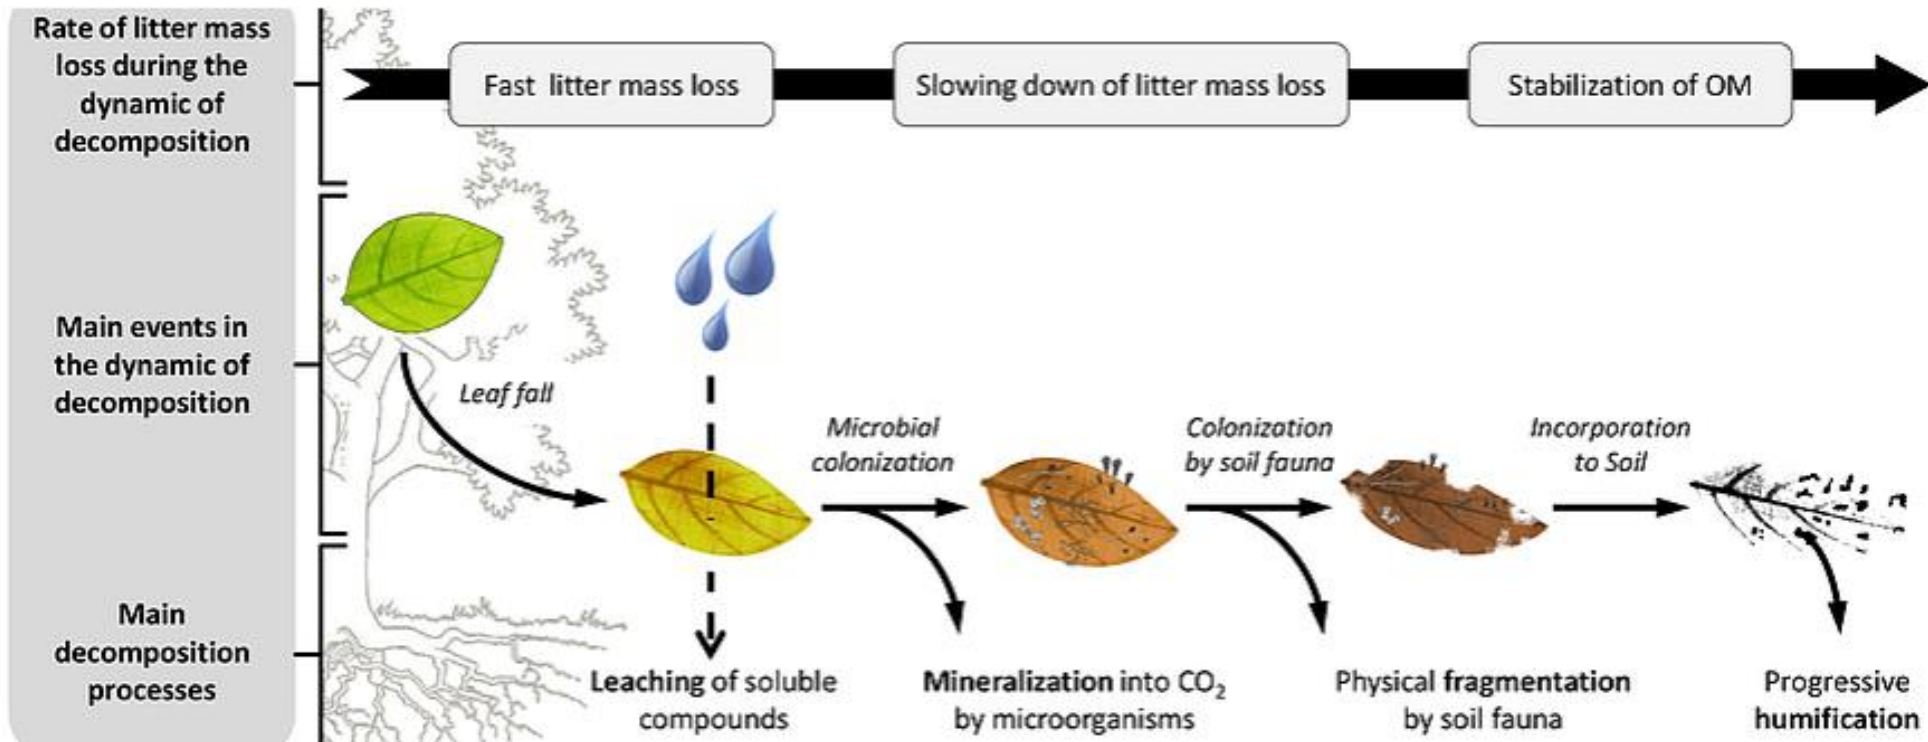 Rate of litter mass
loss during the
dynamic of
decomposition
Fast litter mass loss
Slowing down of litter mass loss
Stabilization of OM
Main events in
the dynamic of
decomposition
Leaf fall
Microbial
colonization
Colonization
by soil fauna
Incorporation
to Soil
Main
decomposition
processes
Leaching of soluble
compounds
Mineralization into CO₂
by microorganisms
Physical fragmentation
by soil fauna
Progressive
humification